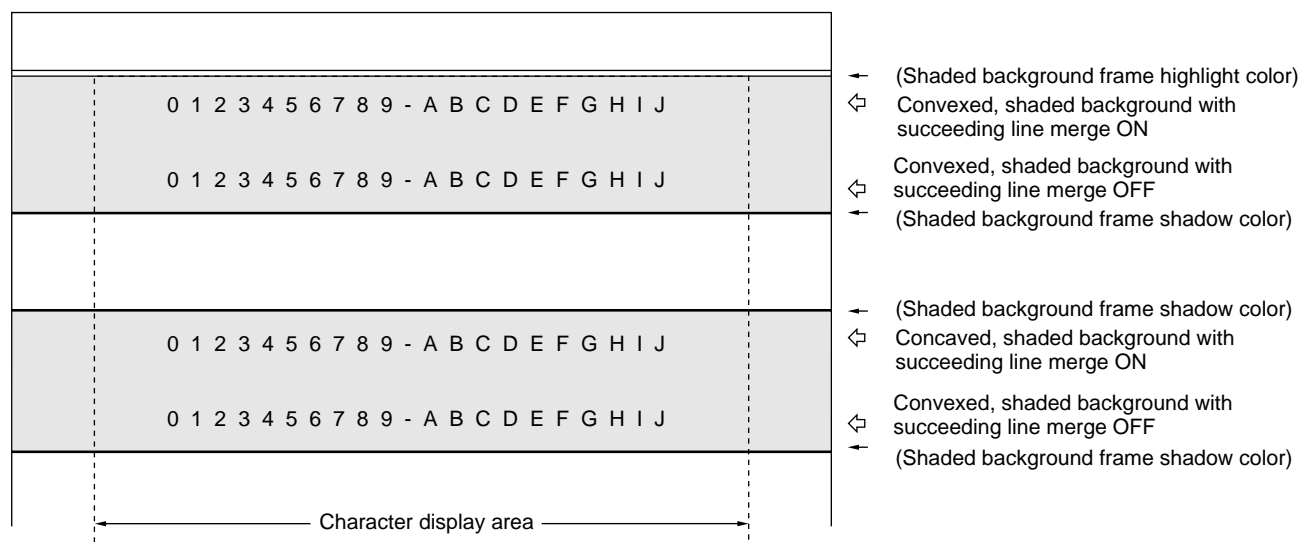 (Shaded background frame highlight color)
0 1 2 3 4 5 6 7 8 9 - A B C D E F G H I J
Convexed, shaded background with
succeeding line merge ON
0 1 2 3 4 5 6 7 8 9 - A B C D E F G H I J
Convexed, shaded background with
succeeding line merge OFF
(Shaded background frame shadow color)
(Shaded background frame shadow color)
0 1 2 3 4 5 6 7 8 9 - A B C D E F G H I J
Concaved, shaded background with
succeeding line merge ON
0 1 2 3 4 5 6 7 8 9 - A B C D E F G H I J
Convexed, shaded background with
succeeding line merge OFF
(Shaded background frame shadow color)
Character display area